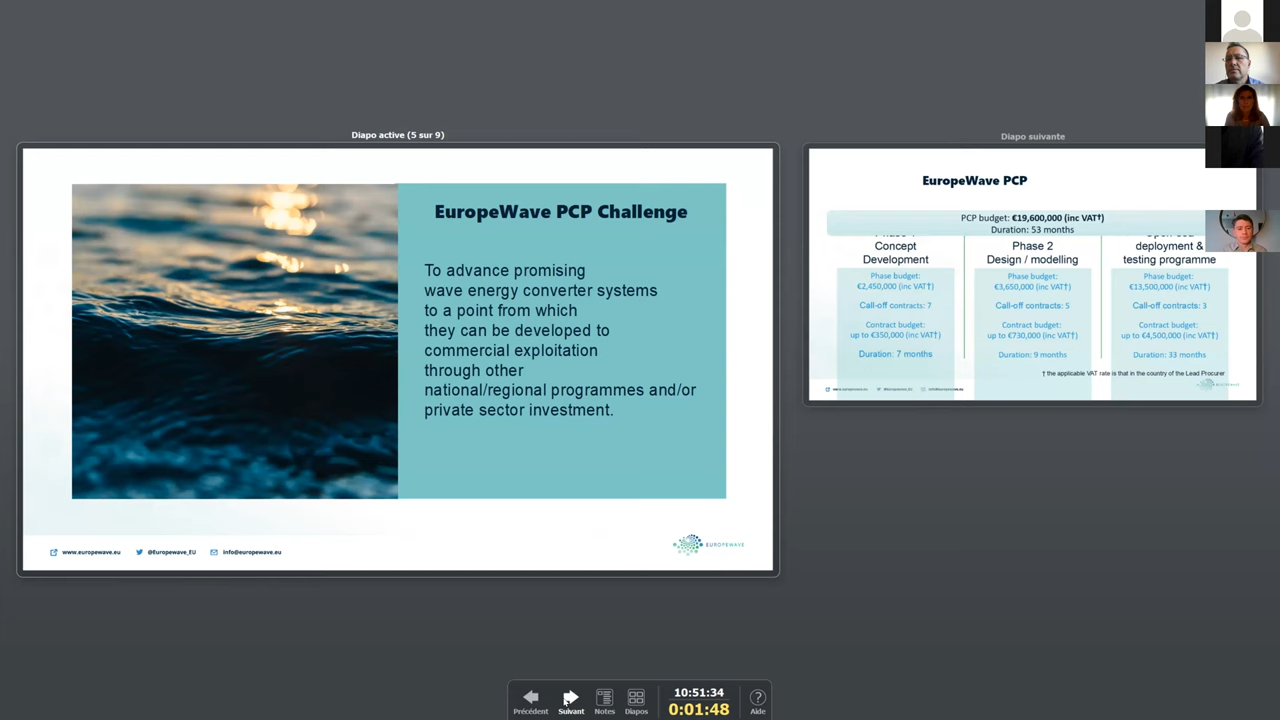 Diapo active (5 sur 9)
EuropeWave PCP Challenge
To advance promising
wave energy converter systems
to a point from which
they can be developed to
commercial exploitation
through other
national/regional programmes and/or
private sector investment.
www.europewave.eu
@Europewave_EU
info@europewave.eu
EUROPEWAVE
Diapo suivante
EuropeWave PCP
PCP budget: €19,600,000 (inc VAT†)
Duration: 53 months
Concept
Development
Phase budget:
€2,450,000 (inc VAT†)
Call-off contracts: 7
Contract budget:
up to €350,000 (inc VAT†)
Duration: 7 months
Phase 2
Design / modelling
Phase budget:
€3,650,000 (inc VAT†)
Call-off contracts: 5
Contract budget:
up to €730,000 (inc VAT†)
Duration: 9 months
deployment &
testing programme
Phase budget:
€13,500,000 (inc VAT†)
Call-off contracts: 3
Contract budget:
up to €4,500,000 (inc VAT†)
Duration: 33 months
† the applicable VAT rate is that in the country of the Lead Procurer
www.europewave.eu
@Europewave_EU
info@europewave.eu
Précédent
Suivant
Notes
Diapos
10:51:34
0:01:48
Aide